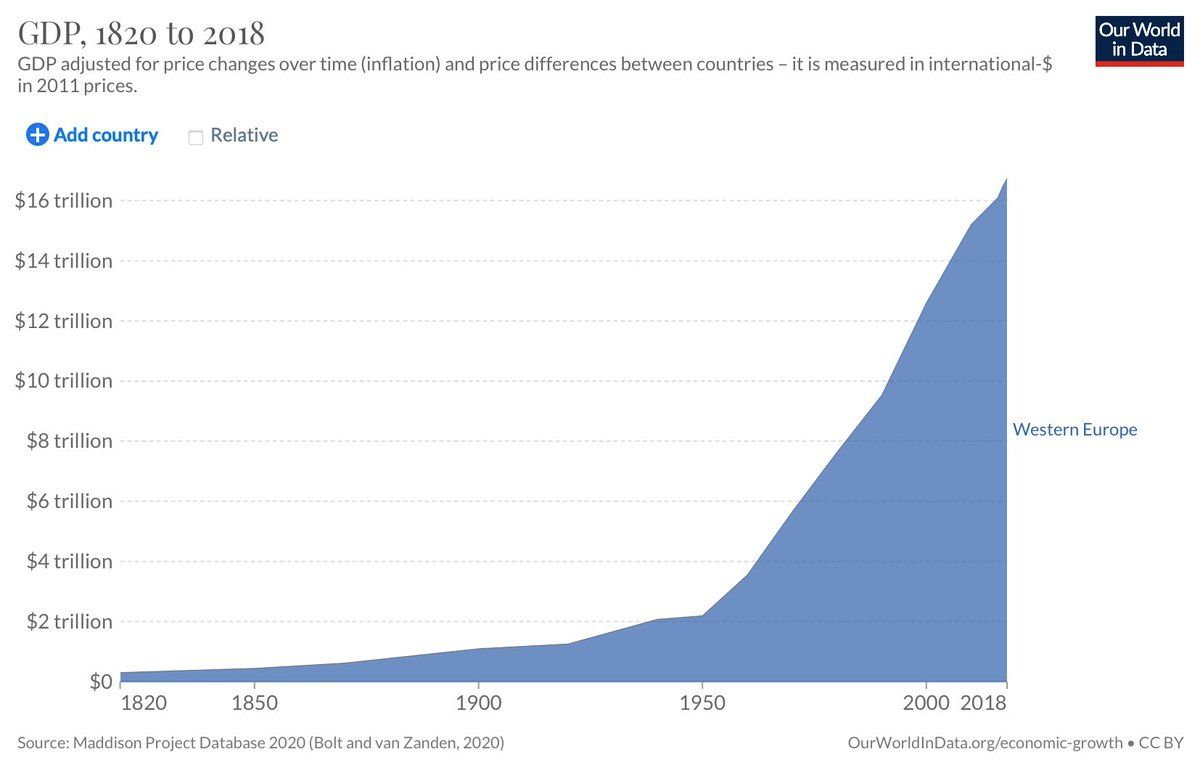 GDP, 1820 to 2018
Our World
in Data
GDP adjusted for price changes over time (inflation) and price differences between countries – it is measured in international-$
in 2011 prices.
Add country
Relative
$16 trillion
$14 trillion
$12 trillion
$10 trillion
$8 trillion
Western Europe
$6 trillion
$4 trillion
$2 trillion
$0
1820 1850 1900 1950 2000 2018
Source: Maddison Project Database 2020 (Bolt and van Zanden, 2020)
OurWorldInData.org/economic-growth • CC BY